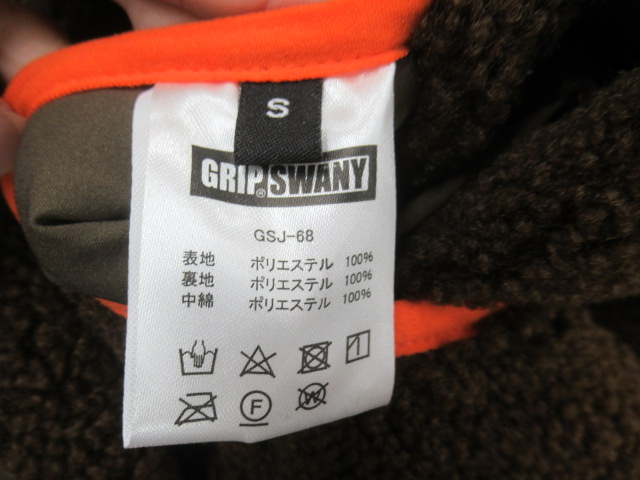 S
GRIP SWANY
®
GSJ-68
表地 ポリエステル 100%
裏地 ポリエステル 100%
中綿 ポリエステル 100%
F
W